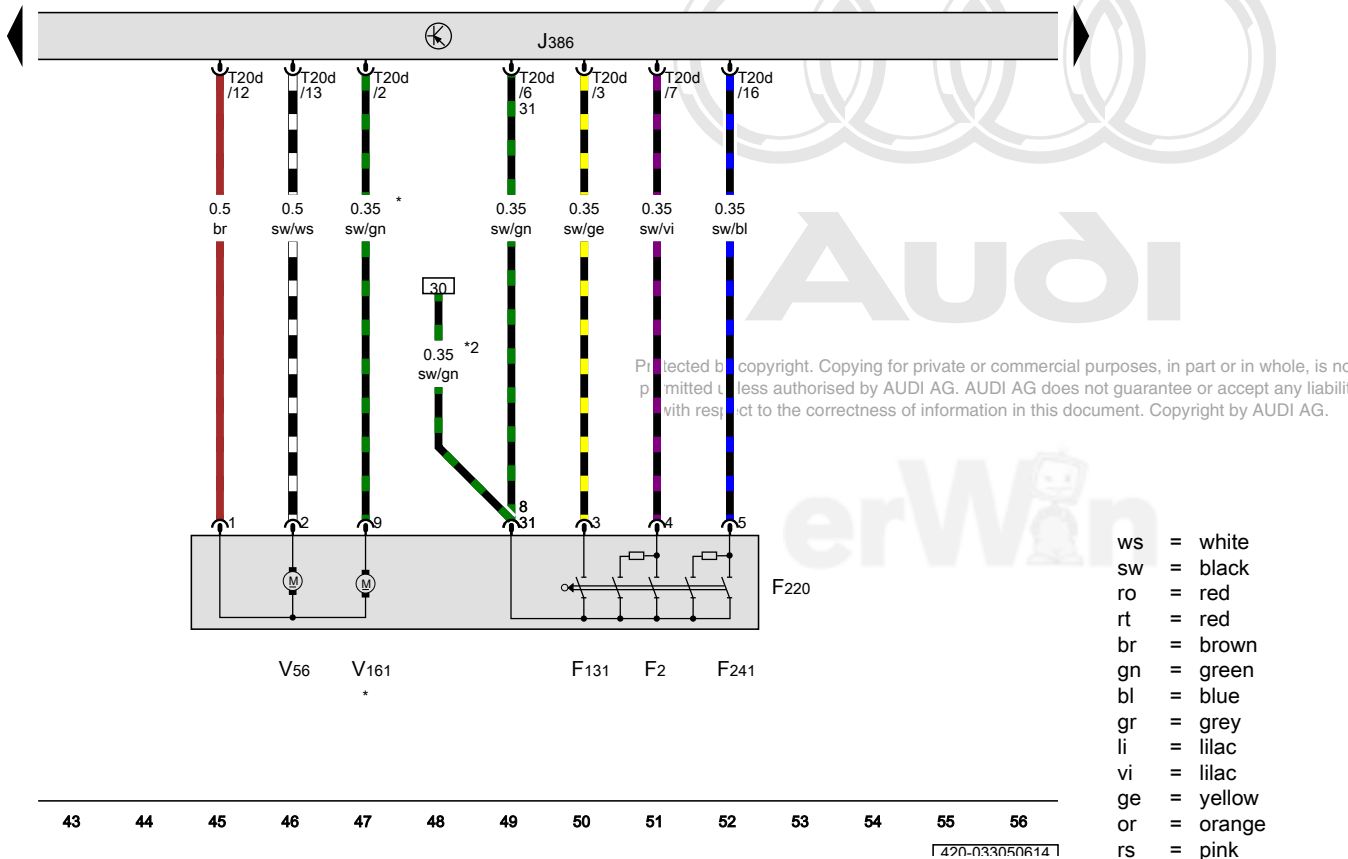 J386
T20d T20d T20d T20d T20d T20d T20d
/12 /13 /2 /6 /3 /7 /16
31
0.5 0.5 0.35 * 0.35 0.35 0.35 0.35
br sw/ws sw/gn sw/gn sw/ge sw/vi sw/bl
Audi
30
0.35 *2
sw/gn
Protected by copyright. Copying for private or commercial purposes, in part or in whole, is
permitted unless authorised by AUDI AG. AUDI AG does not guarantee or accept any
with respect to the correctness of information in this document. Copyright by AUDI AG.
erWin
8
1 2 9 31 3 4 5
M M
F220
V56 V161 F131 F2 F241
*
ws = white
sw = black
ro = red
rt = red
br = brown
gn = green
bl = blue
gr = grey
li = lilac
vi = lilac
ge = yellow
or = orange
rs = pink
43 44 45 46 47 48 49 50 51 52 53 54 55 56
420-033050614